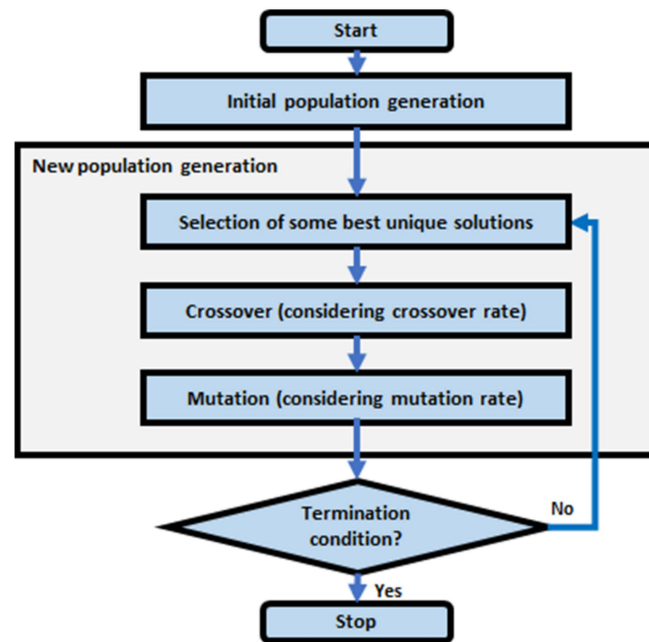 Start
Initial population generation
New population generation
Selection of some best unique solutions
Crossover (considering crossover rate)
Mutation (considering mutation rate)
Termination
condition?
No
Yes
Stop